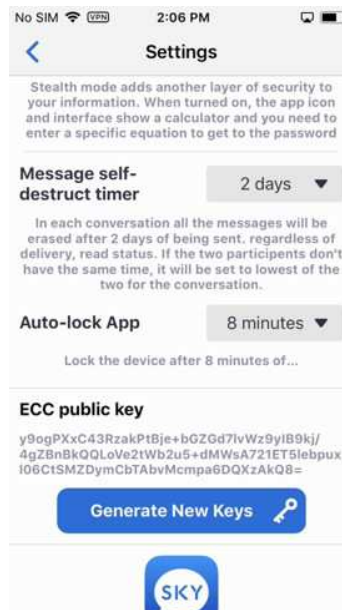 No SIM VPN 2:06 PM
Settings
Stealth mode adds another layer of security to
your information. When turned on, the app icon
and interface show a calculator and you need to
enter a specific equation to get to the password
Message self-
destruct timer
2 days
In each conversation all the messages will be
erased after 2 days of being sent. regardless of
delivery, read status. If the two participants don't
have the same time, it will be set to lowest of the
two for the conversation.
Auto-lock App
8 minutes
Lock the device after 8 minutes of...
ECC public key
y9ogPXxC43RzakPtBje+bGZGd7lvWz9yIB9kj/
4gZBnBkQQLoVe2tWb2u5+dMWsA721ET5lebpux
l06CtSMZDymCbTAbvMcmpa6DQXzAkQ8=
Generate New Keys
SKY